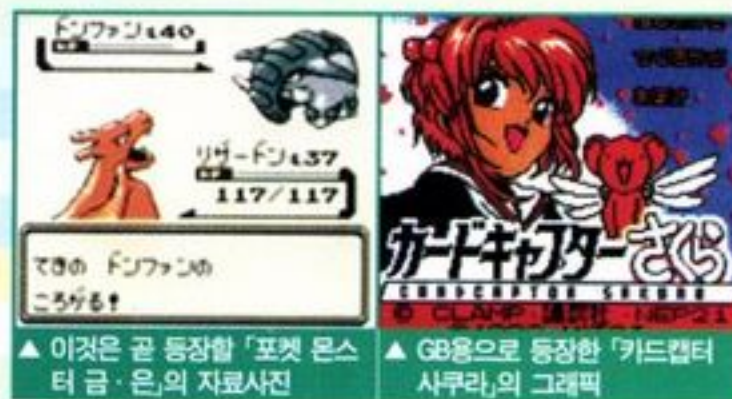 ドンファン :L40
リザードン :L37
117/117
てきの ドンファンの
ころがる!
カードキャプターさくら
CARDCAPTOR SAKURA
© CLAMP 講談社 NEP21
▲ 이것은 곧 등장할 「포켓 몬스
터 금·은」의 자료사진
▲ GB용으로 등장한 「카드캡터
사쿠라」의 그래픽